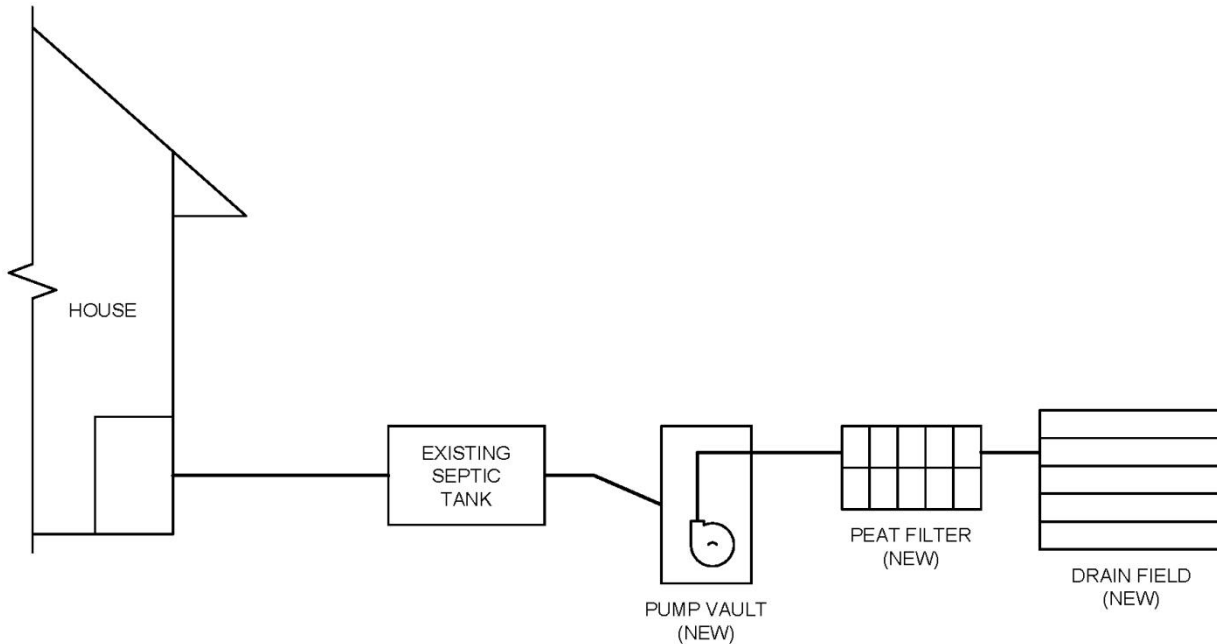 HOUSE
EXISTING
SEPTIC
TANK
PUMP VAULT
(NEW)
PEAT FILTER
(NEW)
DRAIN FIELD
(NEW)